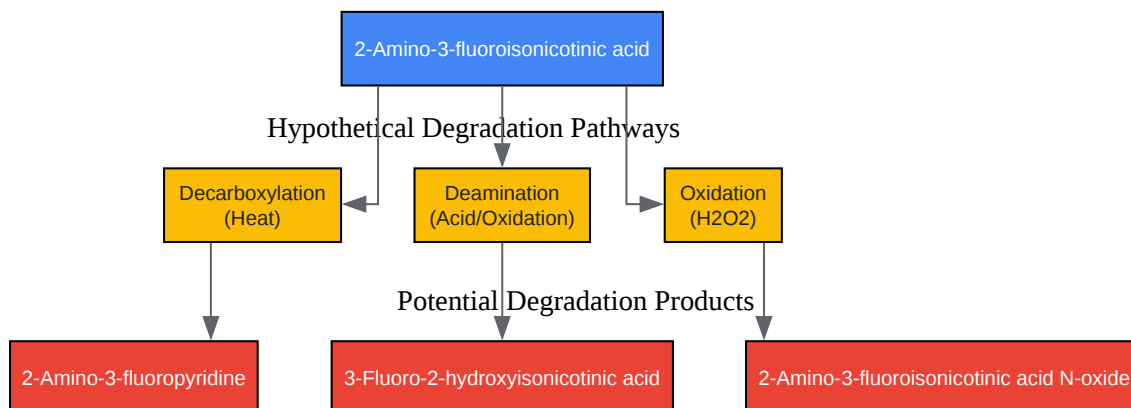 2-Amino-3-fluoroisonicotinic acid
Hypothetical Degradation Pathways
Decarboxylation
(Heat)
Deamination
(Acid/Oxidation)
Oxidation
(H2O2)
Potential Degradation Products
2-Amino-3-fluoropyridine
3-Fluoro-2-hydroxyisonicotinic acid
2-Amino-3-fluoroisonicotinic acid N-oxide